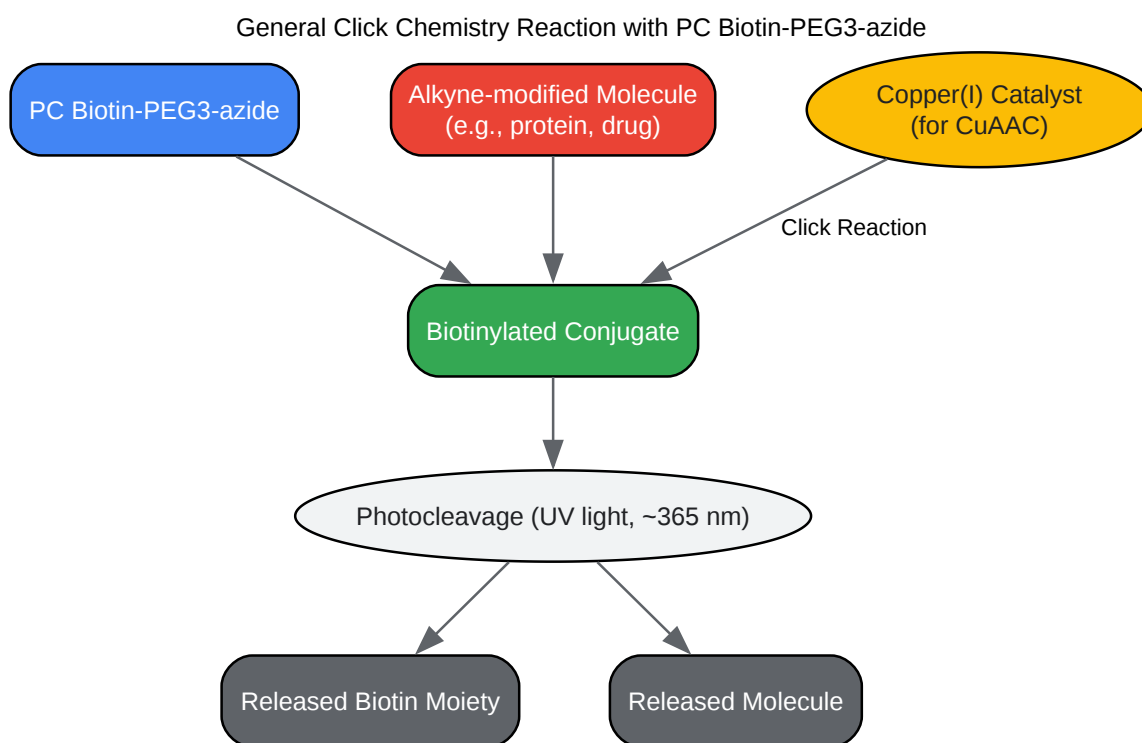 General Click Chemistry Reaction with PC Biotin-PEG3-azide
PC Biotin-PEG3-azide
Alkyne-modified Molecule
(e.g., protein, drug)
Copper(I) Catalyst
(for CuAAC)
Click Reaction
Biotinylated Conjugate
Photocleavage (UV light, ~365 nm)
Released Biotin Moiety
Released Molecule